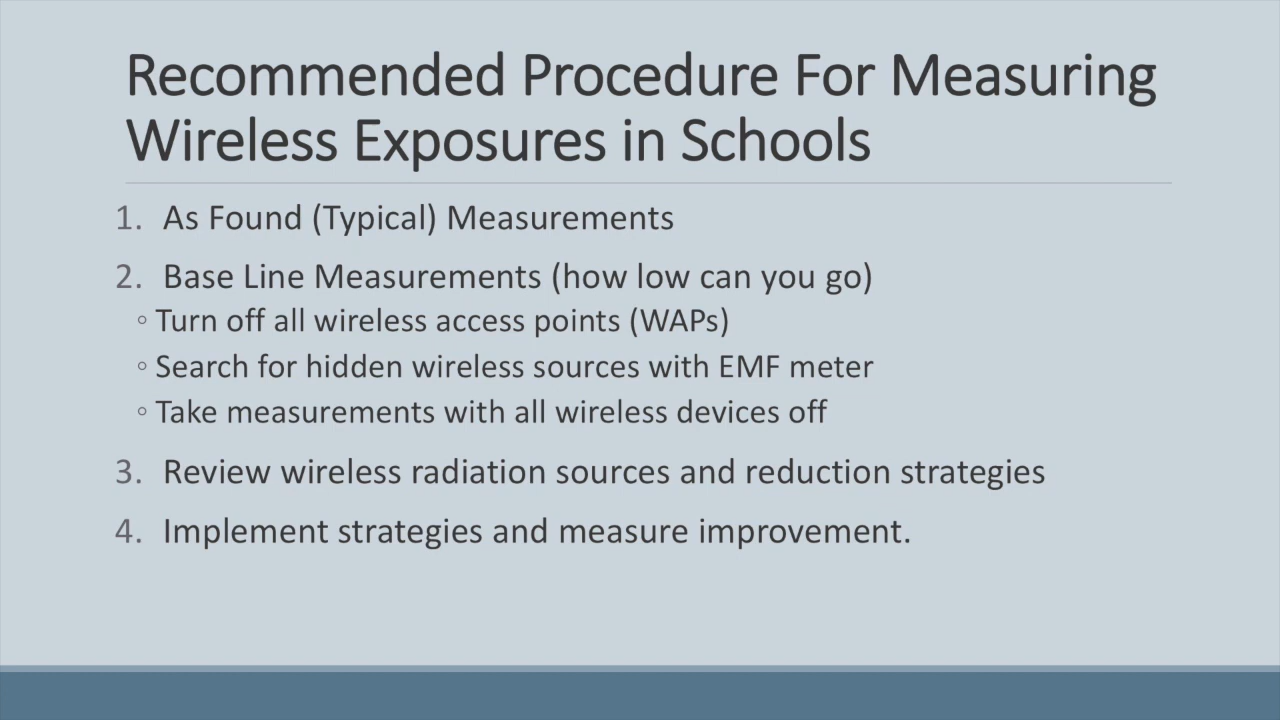 Recommended Procedure For Measuring
Wireless Exposures in Schools
1. As Found (Typical) Measurements
2. Base Line Measurements (how low can you go)
◦ Turn off all wireless access points (WAPs)
◦ Search for hidden wireless sources with EMF meter
◦ Take measurements with all wireless devices off
3. Review wireless radiation sources and reduction strategies
4. Implement strategies and measure improvement.